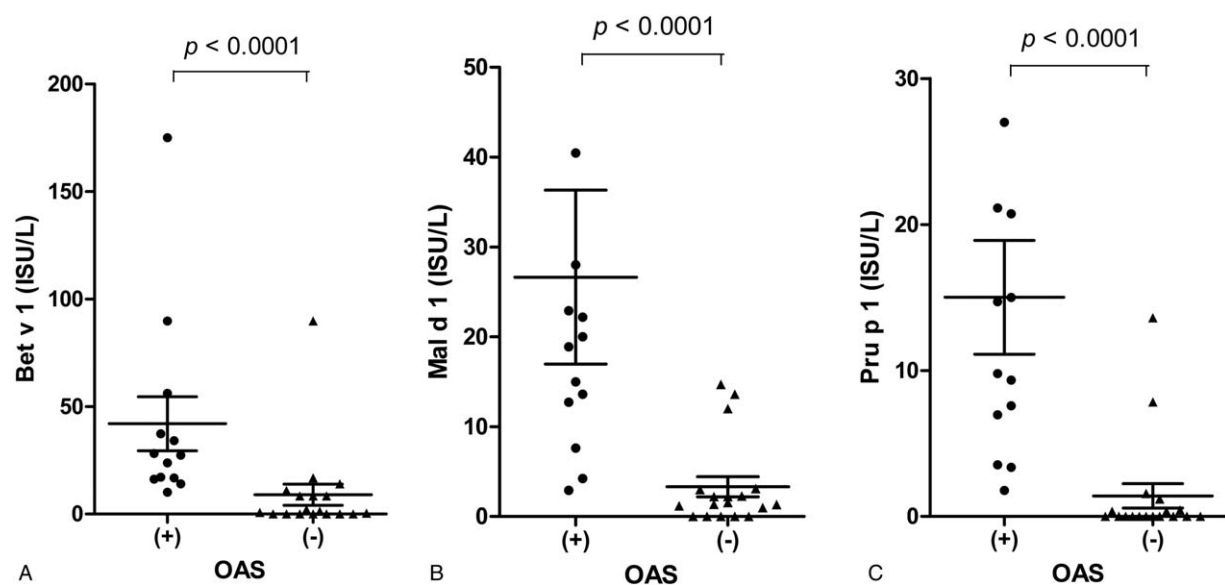 p < 0.0001
200
150
100
50
0
Bet v 1 (ISU/L)
(+)
(-)
OAS
A
p < 0.0001
50
40
30
20
10
0
Mal d 1 (ISU/L)
(+)
(-)
OAS
B
p < 0.0001
30
20
10
0
Pru p 1 (ISU/L)
(+)
(-)
OAS
C